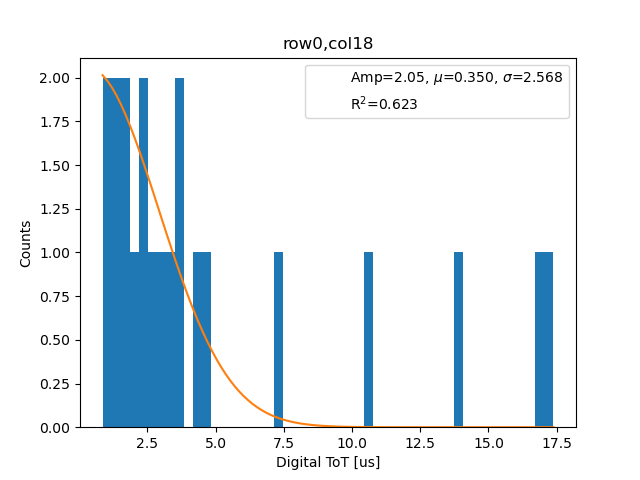 row0,col18
Amp=2.05, μ=0.350, σ=2.568
R²=0.623
Counts
2.00
1.75
1.50
1.25
1.00
0.75
0.50
0.25
0.00
2.5 5.0 7.5 10.0 12.5 15.0 17.5
Digital ToT [us]